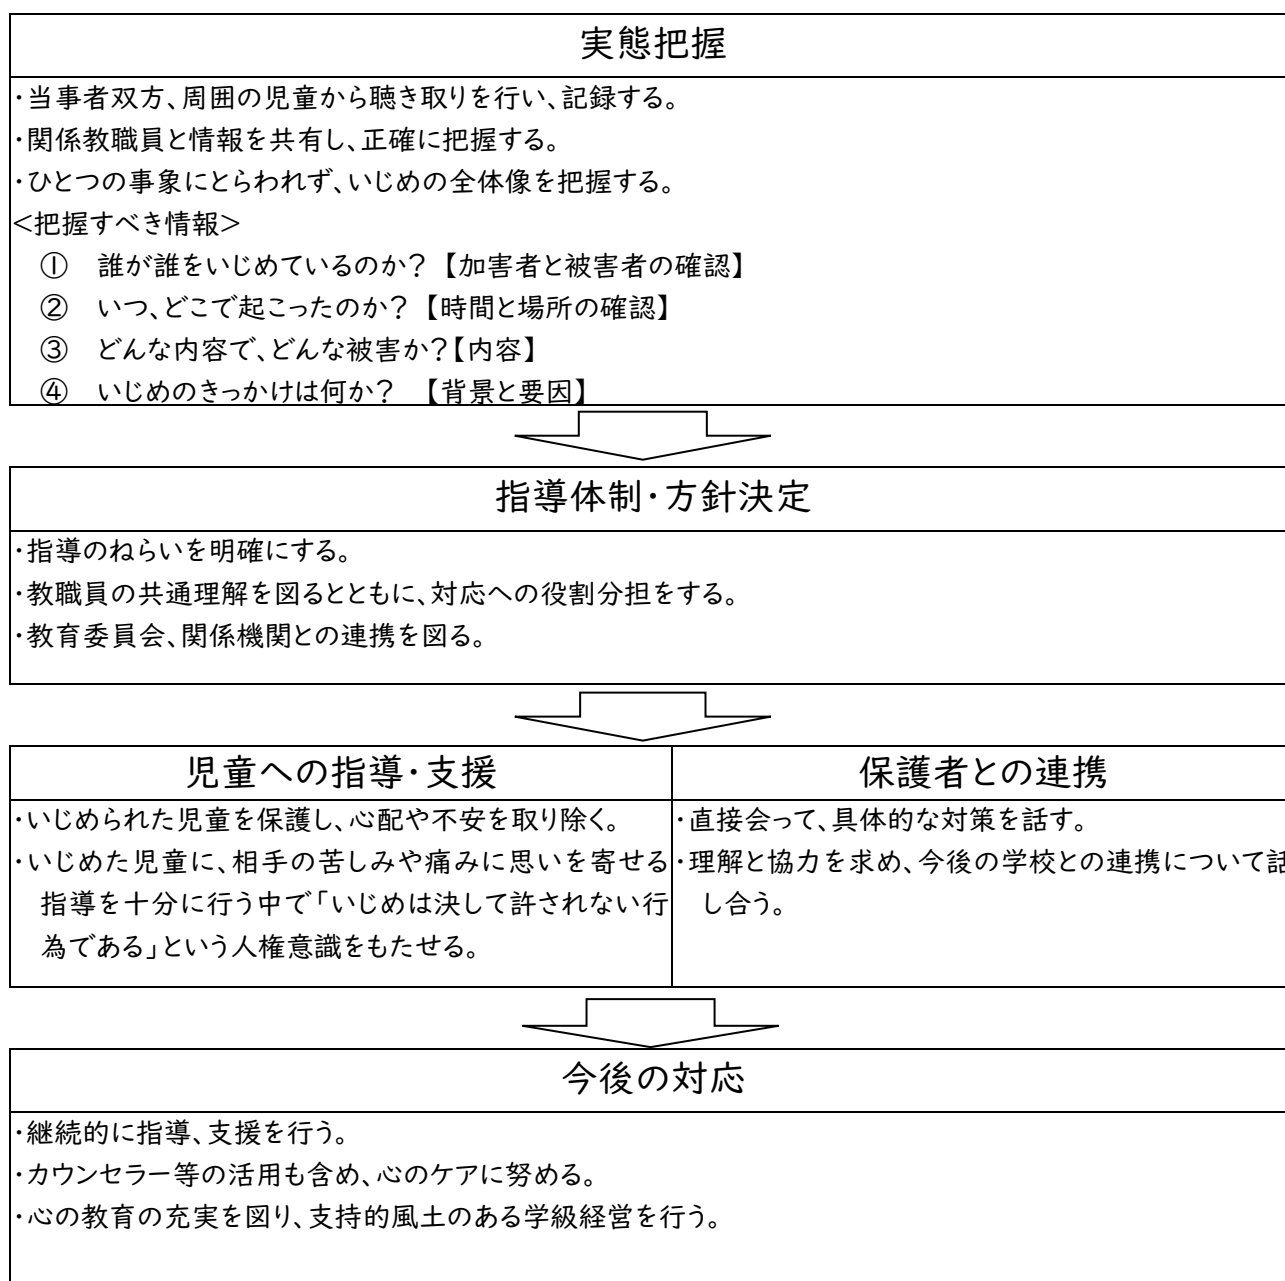 実態把握
・当事者双方、周囲の児童から聴き取りを行い、記録する。
・関係教職員と情報を共有し、正確に把握する。
・ひとつの事象にとらわれず、いじめの全体像を把握する。
<把握すべき情報>
① 誰が誰をいじめているのか？【加害者と被害者の確認】
② いつ、どこで起こったのか？【時間と場所の確認】
③ どんな内容で、どんな被害か？【内容】
④ いじめのきっかけは何か？ 【背景と要因】
指導体制・方針決定
・指導のねらいを明確にする。
・教職員の共通理解を図るとともに、対応への役割分担をする。
・教育委員会、関係機関との連携を図る。
児童への指導・支援
・いじめられた児童を保護し、心配や不安を取り除く。
・いじめた児童に、相手の苦しみや痛みに思いを寄せる
指導を十分に行う中で「いじめは決して許されない行
為である」という人権意識をもたせる。
保護者との連携
・直接会って、具体的な対策を話す。
・理解と協力を求め、今後の学校との連携について話
し合う。
今後の対応
・継続的に指導、支援を行う。
・カウンセラー等の活用も含め、心のケアに努める。
・心の教育の充実を図り、支持的風土のある学級経営を行う。